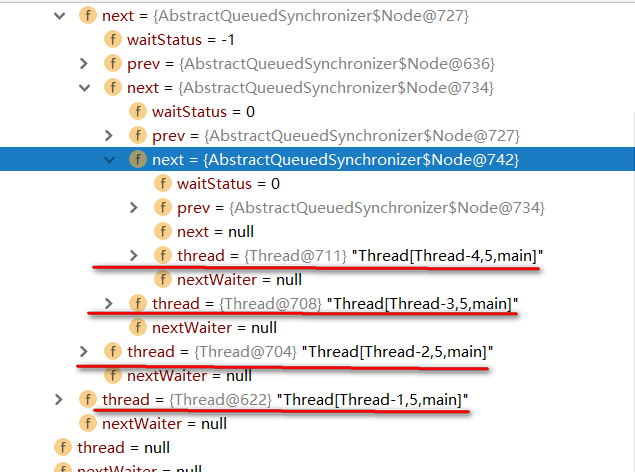 f next = {AbstractQueuedSynchronizer$Node@727}
f waitStatus = -1
f prev = {AbstractQueuedSynchronizer$Node@636}
f next = {AbstractQueuedSynchronizer$Node@734}
f waitStatus = 0
f prev = {AbstractQueuedSynchronizer$Node@727}
f next = {AbstractQueuedSynchronizer$Node@742}
f waitStatus = 0
f prev = {AbstractQueuedSynchronizer$Node@734}
f next = null
f thread = {Thread@711} "Thread[Thread-4,5,main]"
f nextWaiter = null
f thread = {Thread@708} "Thread[Thread-3,5,main]"
f nextWaiter = null
f thread = {Thread@704} "Thread[Thread-2,5,main]"
f nextWaiter = null
f thread = {Thread@622} "Thread[Thread-1,5,main]"
f nextWaiter = null
f thread = null
f nextWaiter = null